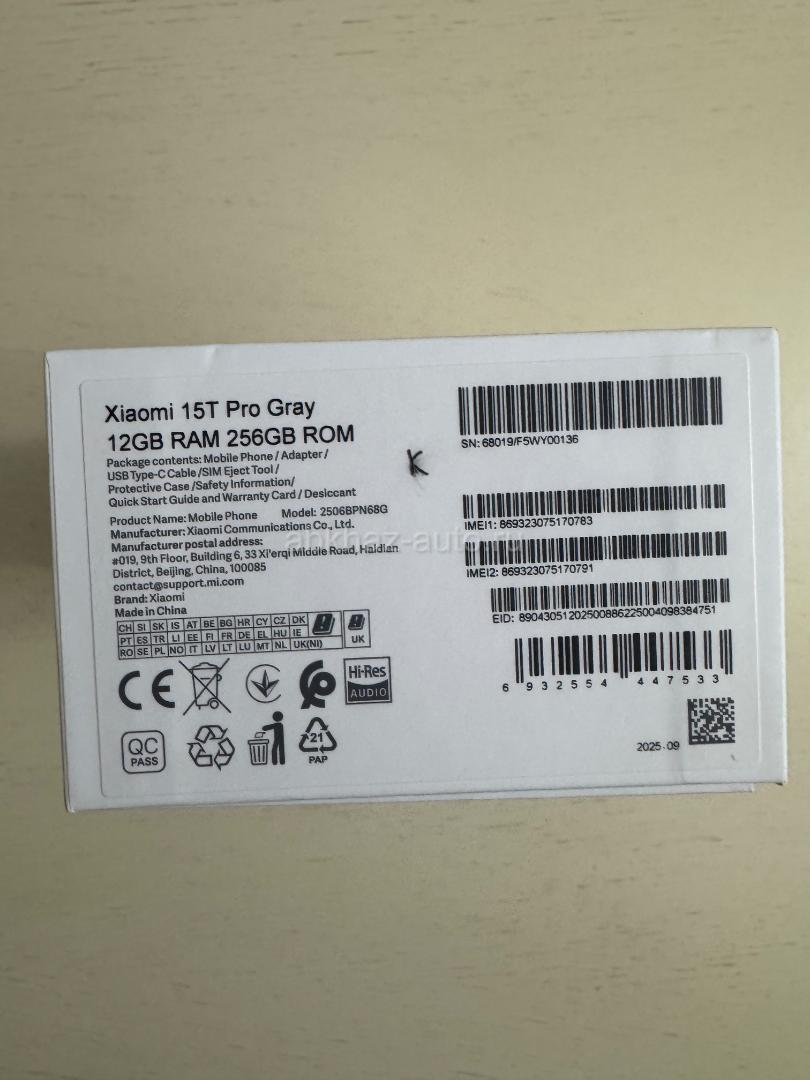 Xiaomi 15T Pro Gray
12GB RAM 256GB ROM
Package contents: Mobile Phone / Adapter /
USB Type-C Cable /SIM Eject Tool /
Protective Case /Safety Information/
Quick Start Guide and Warranty Card / Desiccant
Product Name: Mobile Phone Model: 2506BPN68G
Manufacturer: Xiaomi Communications Co., Ltd.
Manufacturer postal address:
#019, 9th Floor, Building 6, 33 Xi'erqi Middle Road, Haidian
District, Beijing, China, 100085
contact@support.mi.com
Brand: Xiaomi
Made in China
CH SI SK IS AT BE BG HR CY CZ DK
PT ES TR LI EE FI FR DE EL HU IE
RO SE PL NO IT LV LT LU MT NL UK(NI)
UK
CE
Hi-Res
AUDIO
QC
PASS
21
PAP
K
SN: 68019/F5WY00136
IMEI1: 869323075170783
IMEI2: 869323075170791
EID: 89043051202500886225004098384751
6 932554 447533
2025.09
ankhaz-auto.ru